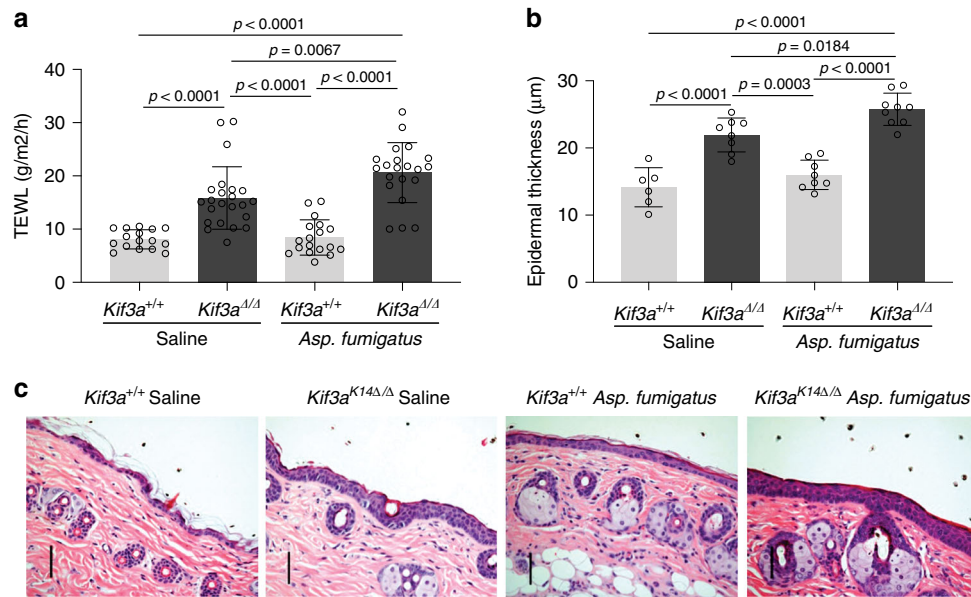 a
p < 0.0001
p = 0.0067
p < 0.0001
p < 0.0001
p < 0.0001
TEWL (g/m2/h)
40
30
20
10
0
Kif3a+/+
Kif3aΔ/Δ
Kif3a+/+
Kif3aΔ/Δ
Saline
Asp. fumigatus
b
p < 0.0001
p = 0.0184
p < 0.0001
p = 0.0003
p < 0.0001
Epidermal thickness (μm)
30
20
10
0
Kif3a+/+
Kif3aΔ/Δ
Kif3a+/+
Kif3aΔ/Δ
Saline
Asp. fumigatus
c
Kif3a+/+ Saline
Kif3aK14Δ/Δ Saline
Kif3a+/+ Asp. fumigatus
Kif3aK14Δ/Δ Asp. fumigatus